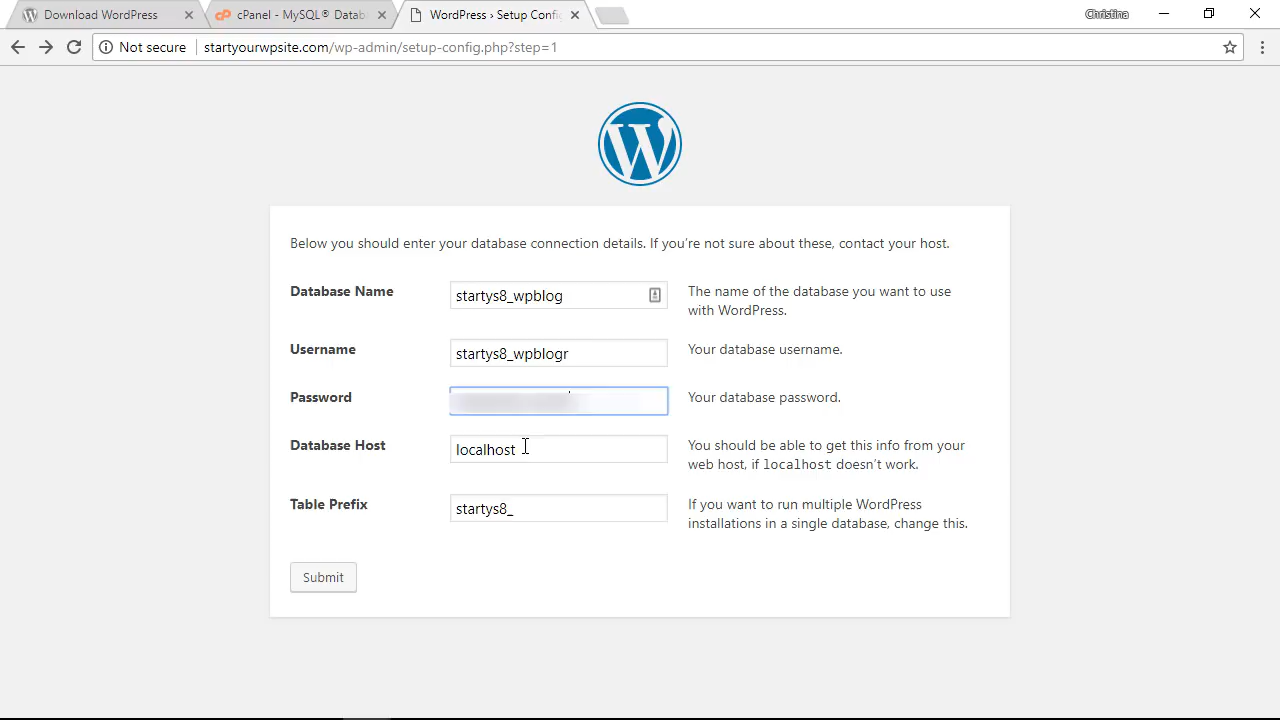 Download WordPress
cPanel - MySQL® Datab
WordPress › Setup Config
Christina
Not secure
startyourwpsite.com/wp-admin/setup-config.php?step=1
Below you should enter your database connection details. If you’re not sure about these, contact your host.
Database Name
startys8_wpblog
The name of the database you want to use
with WordPress.
Username
startys8_wpblogr
Your database username.
Password
Your database password.
Database Host
localhost
You should be able to get this info from your
web host, if localhost doesn’t work.
Table Prefix
startys8_
If you want to run multiple WordPress
installations in a single database, change this.
Submit